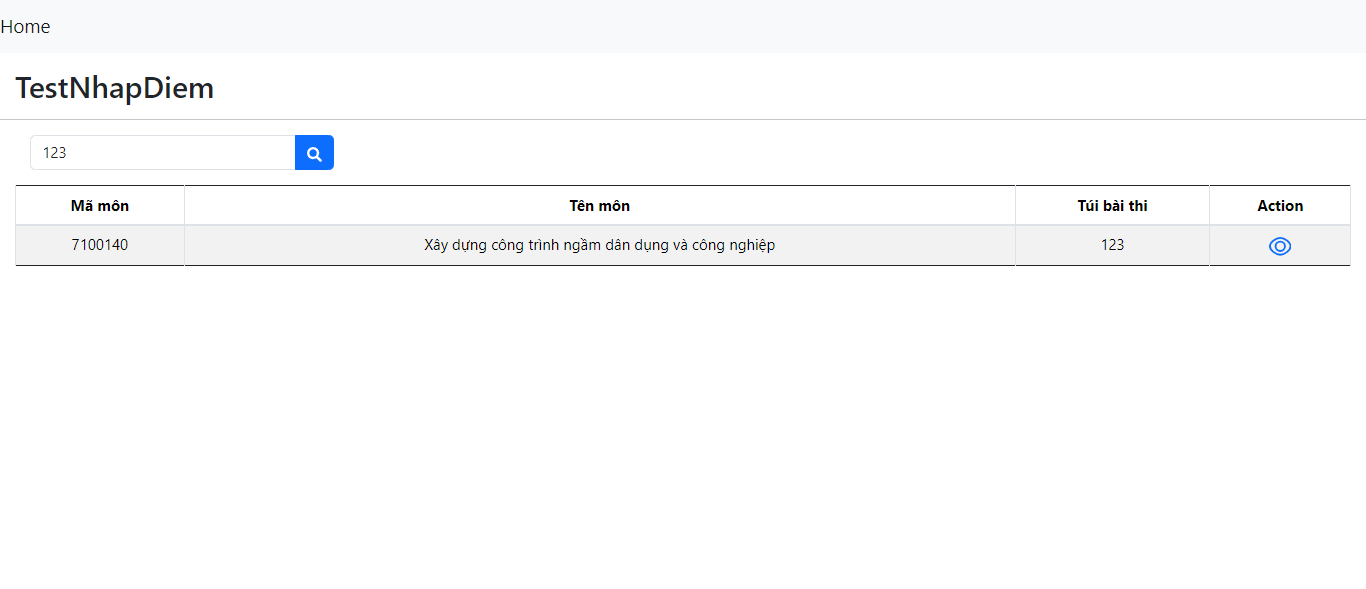 Home
TestNhapDiem
123
Mã môn Tên môn Túi bài thi Action
7100140 Xây dựng công trình ngầm dân dụng và công nghiệp 123